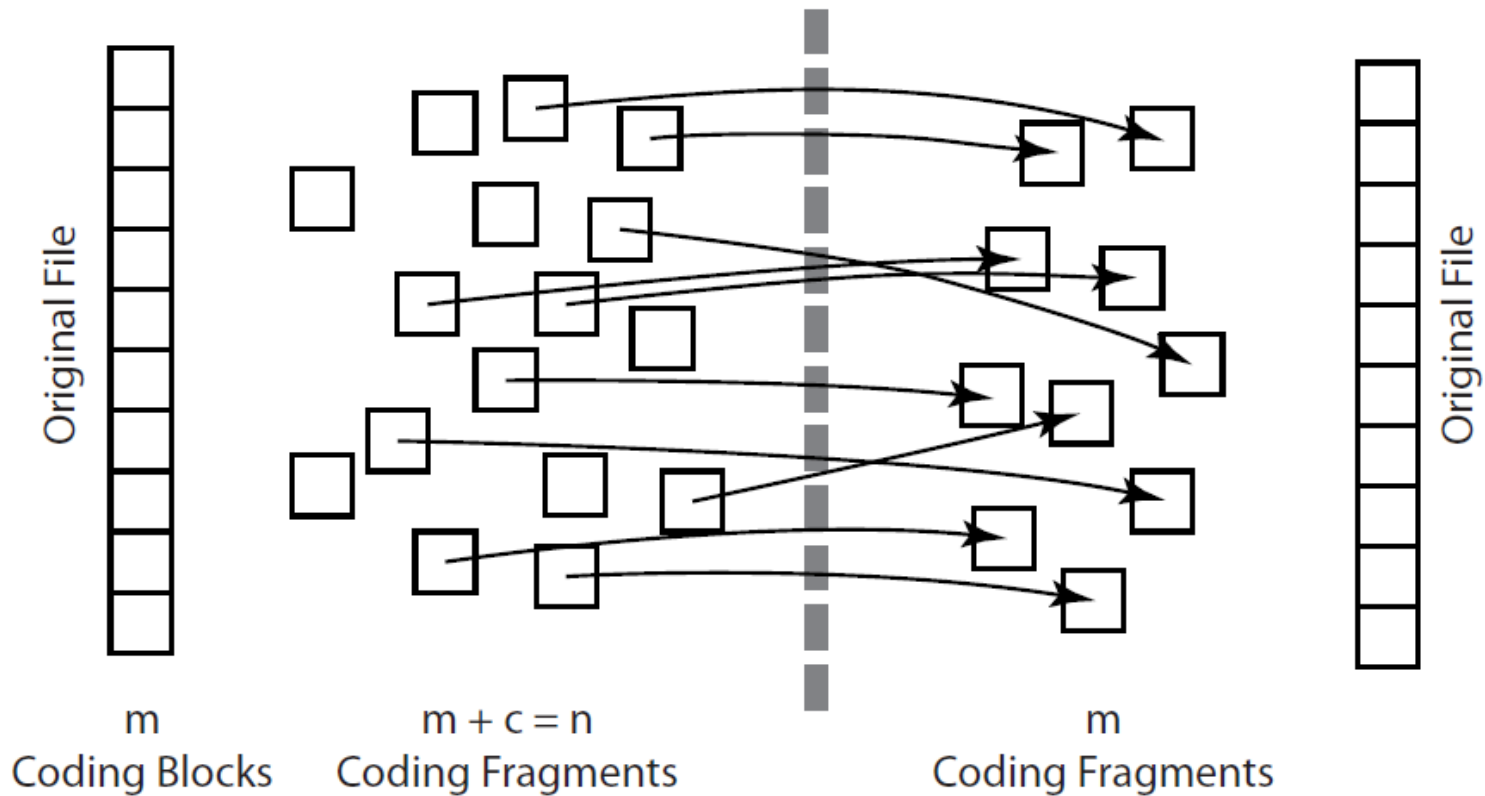 Original File
m
Coding Blocks
m + c = n
Coding Fragments
m
Coding Fragments
Original File